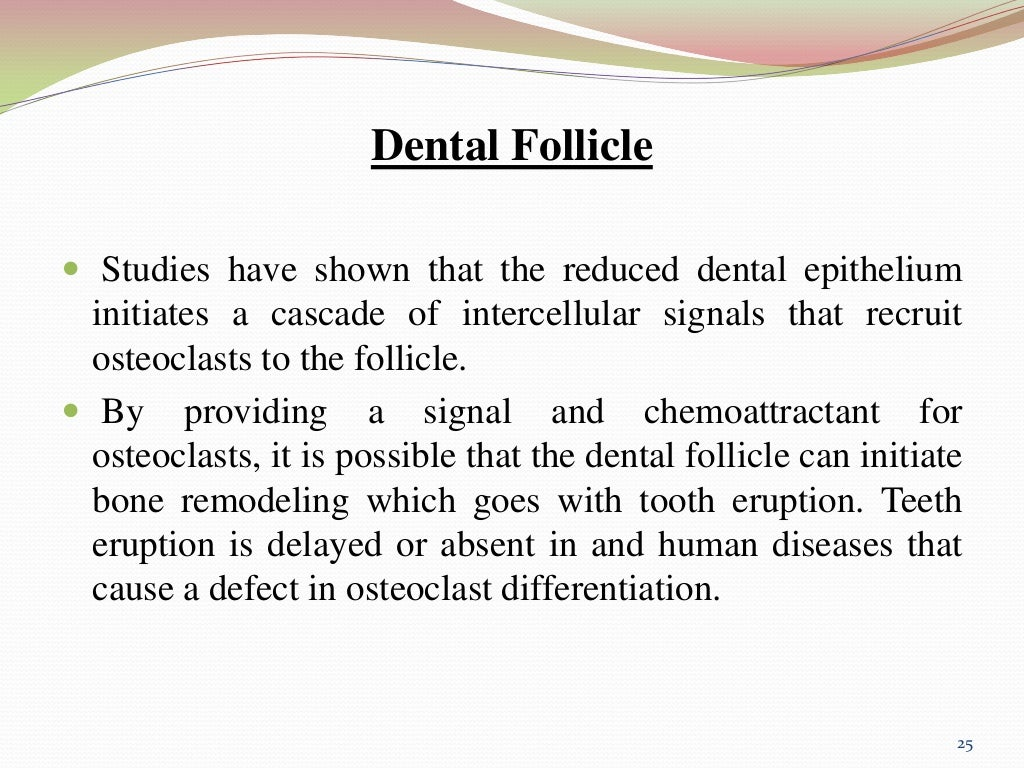 Dental Follicle
• Studies have shown that the reduced dental epithelium
initiates a cascade of intercellular signals that recruit
osteoclasts to the follicle.
• By providing a signal and chemoattractant for
osteoclasts, it is possible that the dental follicle can initiate
bone remodeling which goes with tooth eruption. Teeth
eruption is delayed or absent in and human diseases that
cause a defect in osteoclast differentiation.
25